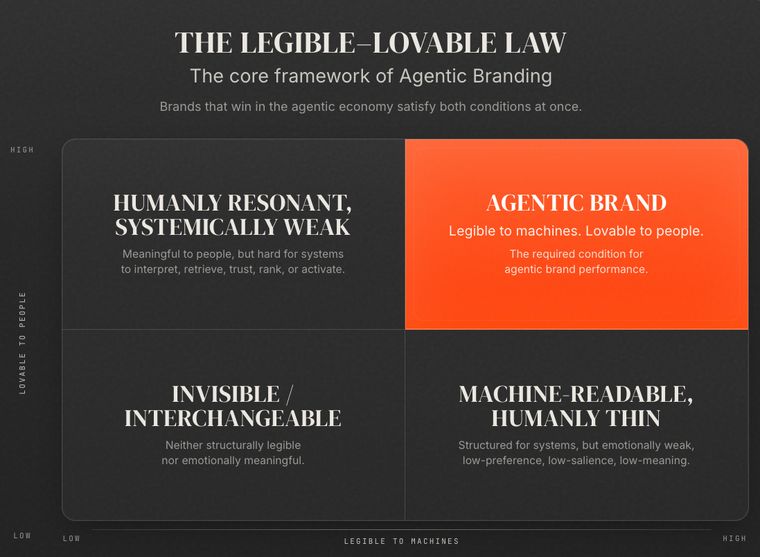 THE LEGIBLE–LOVABLE LAW
The core framework of Agentic Branding
Brands that win in the agentic economy satisfy both conditions at once.
HIGH
LOVABLE TO PEOPLE
HUMANLY RESONANT,
SYSTEMICALLY WEAK
Meaningful to people, but hard for systems
to interpret, retrieve, trust, rank, or activate.
AGENTIC BRAND
Legible to machines. Lovable to people.
The required condition for
agentic brand performance.
INVISIBLE /
INTERCHANGEABLE
Neither structurally legible
nor emotionally meaningful.
MACHINE-READABLE,
HUMANLY THIN
Structured for systems, but emotionally weak,
low-preference, low-salience, low-meaning.
LOW
LOW
LEGIBLE TO MACHINES
HIGH